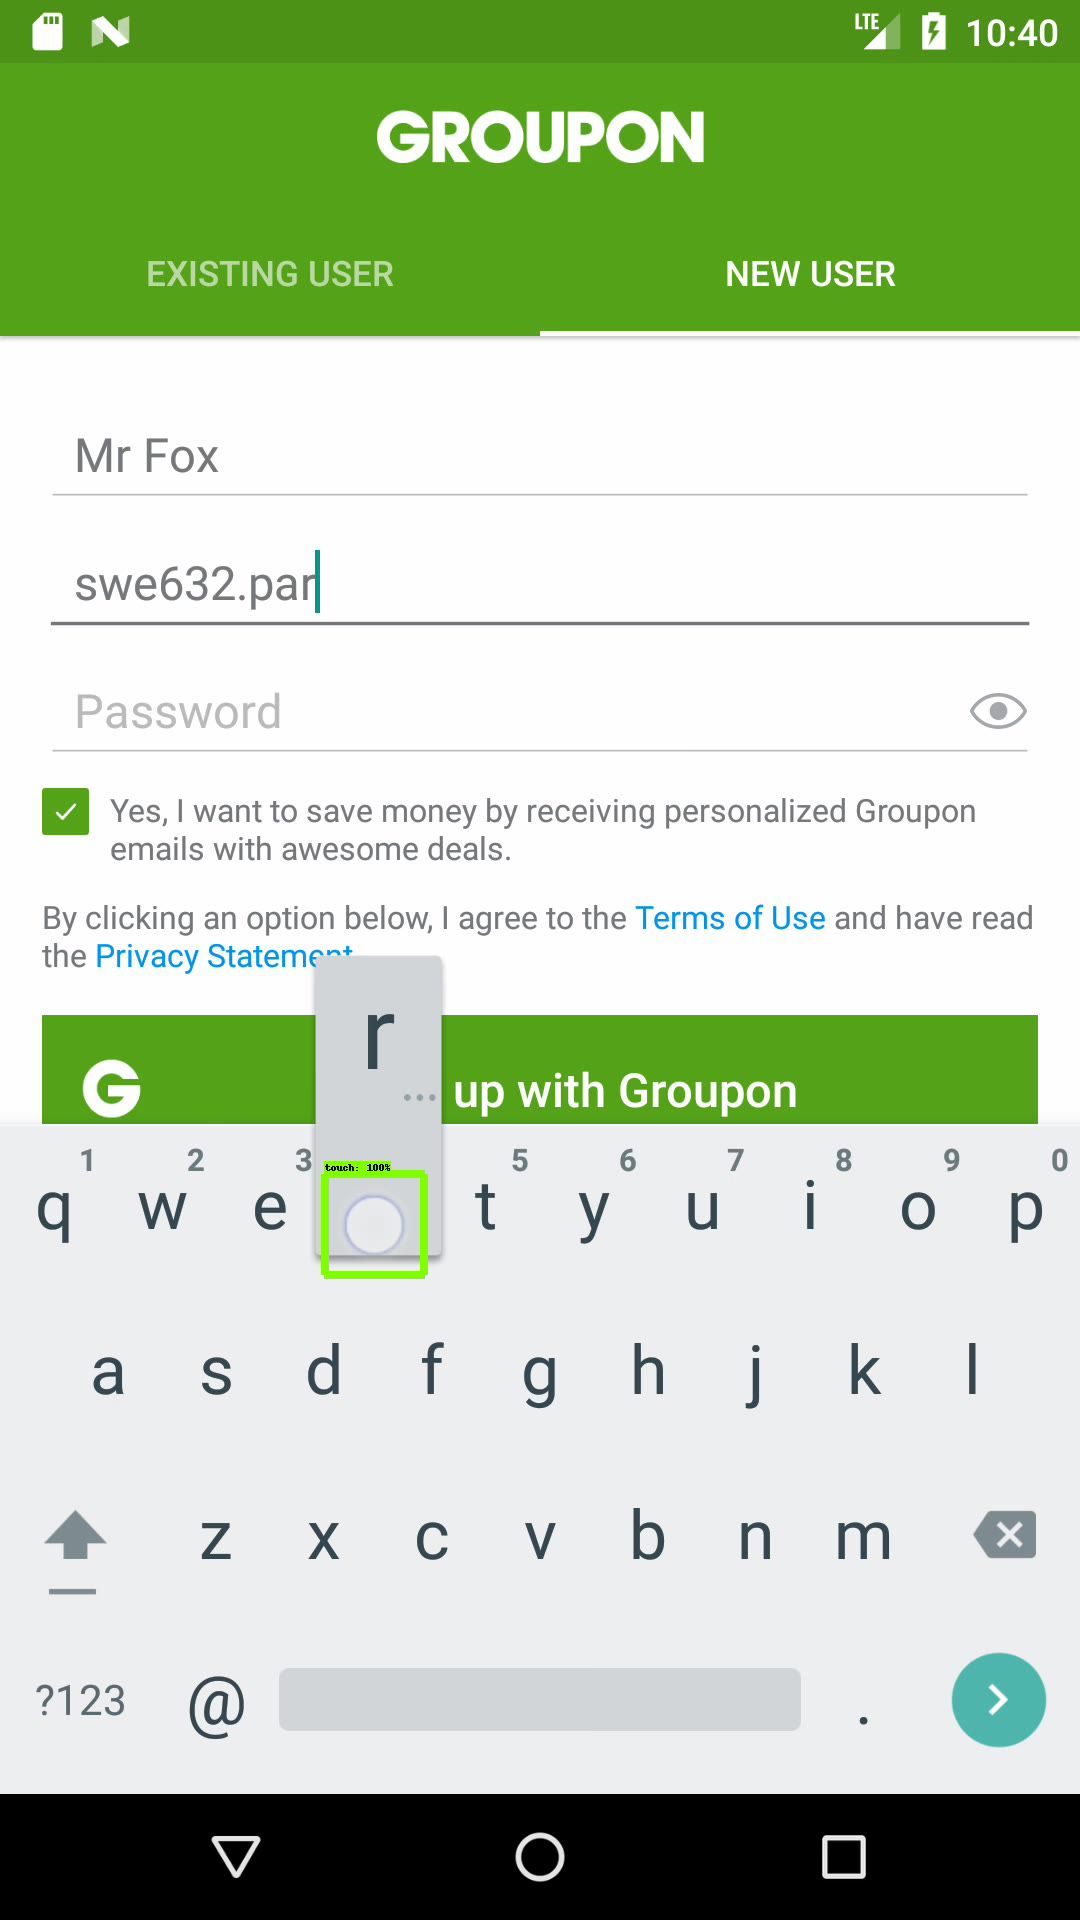 LTE 10:40
GROUPON
EXISTING USER NEW USER
Mr Fox
swe632.par
Password
Yes, I want to save money by receiving personalized Groupon
emails with awesome deals.
By clicking an option below, I agree to the Terms of Use and have read
the Privacy Statement
r
...
G up with Groupon
touch: 100%
1 2 3 5 6 7 8 9 0
q w e t y u i o p
a s d f g h j k l
z x c v b n m
?123 @ .